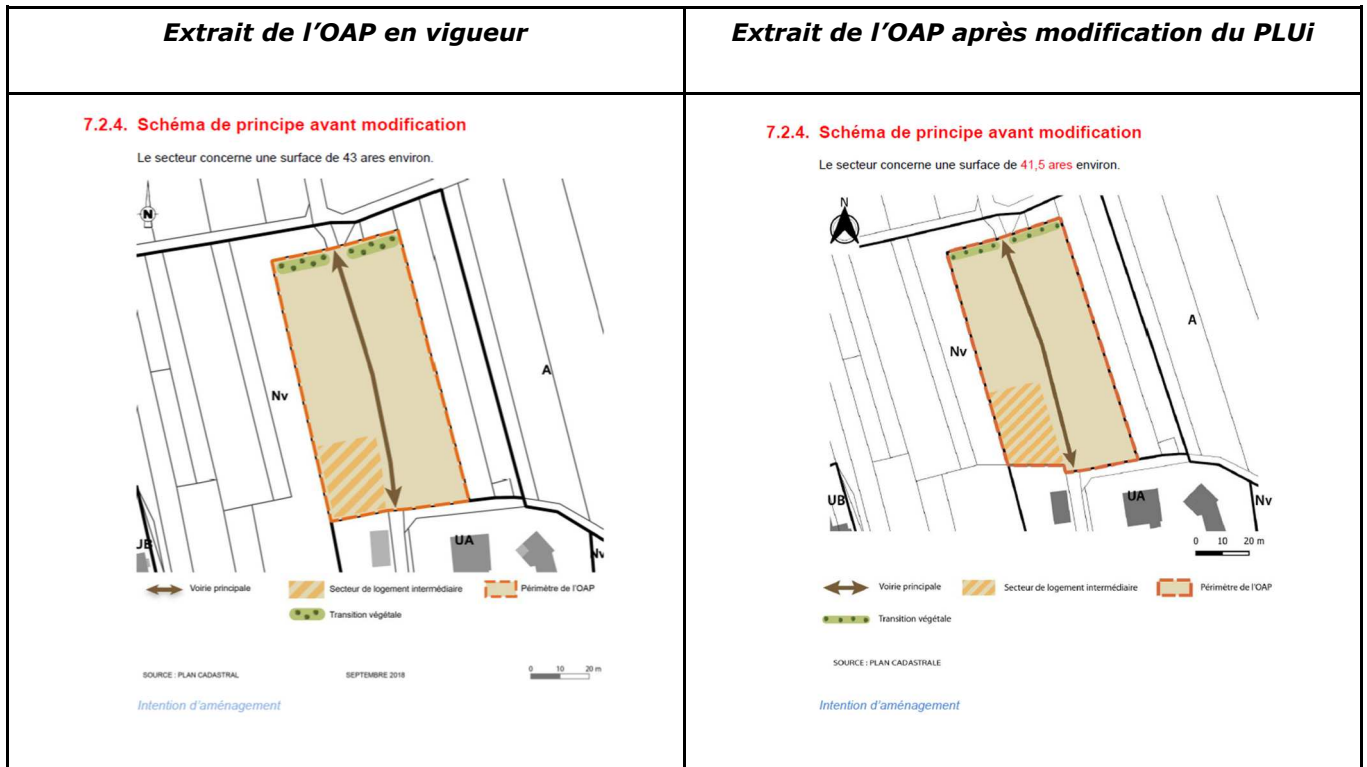 Extrait de l’OAP en vigueur
Extrait de l’OAP après modification du PLUi
7.2.4. Schéma de principe avant modification
Le secteur concerne une surface de 43 ares environ.
N
A
Nv
JB
UA
Nv
Voirie principale
Secteur de logement intermédiaire
Périmètre de l'OAP
Transition végétale
SOURCE : PLAN CADASTRAL
SEPTEMBRE 2018
0 10 20 m
Intention d’aménagement
7.2.4. Schéma de principe avant modification
Le secteur concerne une surface de 41,5 ares environ.
N
A
Nv
UB
UA
Nv
0 10 20 m
Voirie principale
Secteur de logement intermédiaire
Périmètre de l'OAP
Transition végétale
SOURCE : PLAN CADASTRALE
Intention d’aménagement